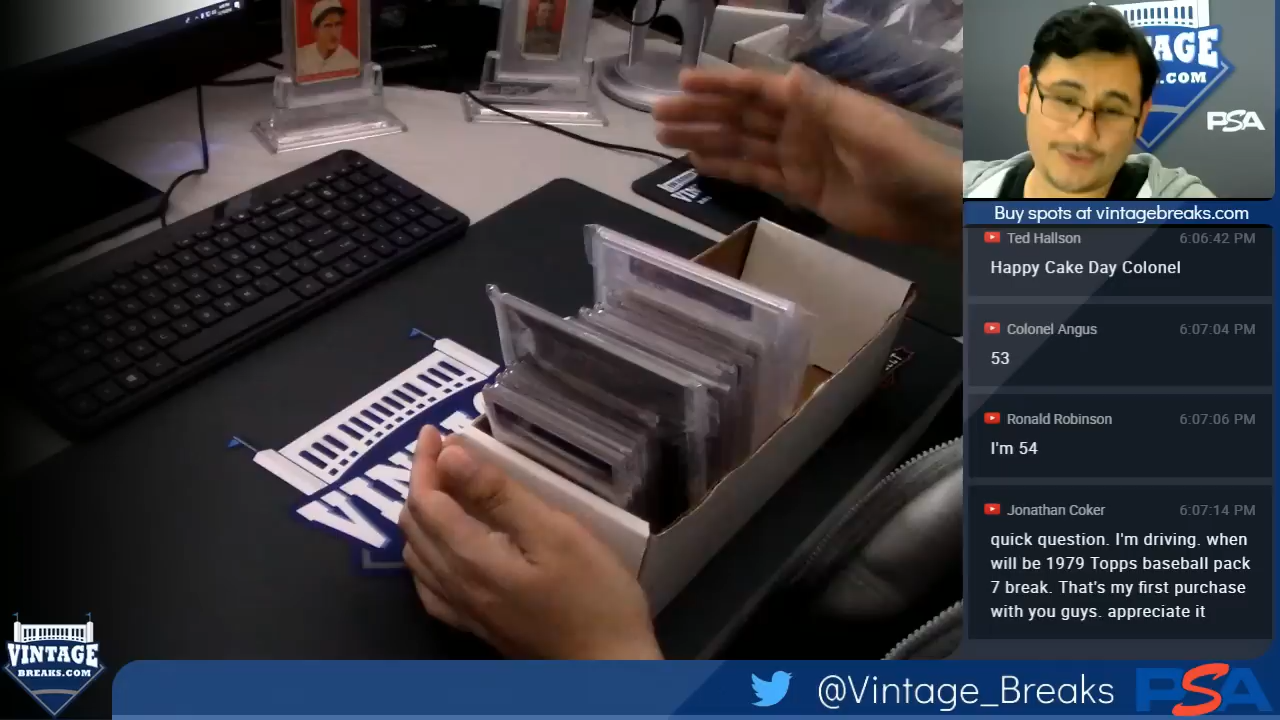 VINTAGE
.COM
PSA
Buy spots at vintagebreaks.com
Ted Hallson 6:06:42 PM
Happy Cake Day Colonel
Colonel Angus 6:07:04 PM
53
Ronald Robinson 6:07:06 PM
I'm 54
Jonathan Coker 6:07:14 PM
quick question. I'm driving. when
will be 1979 Topps baseball pack
7 break. That's my first purchase
with you guys. appreciate it
VINTAGE
BREAKS.COM
@Vintage_Breaks
PSA